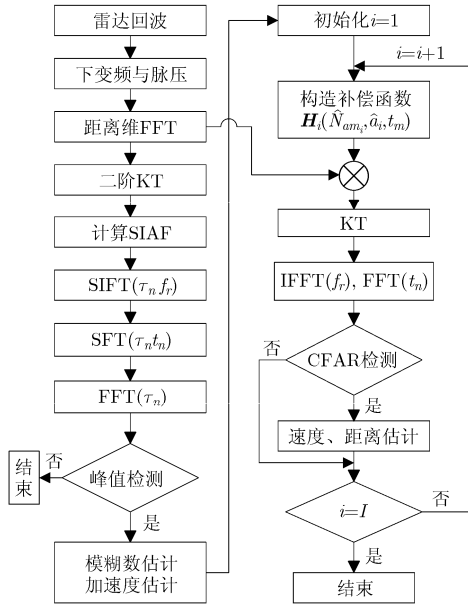 雷达回波
下变频与脉压
距离维FFT
二阶KT
计算SIAF
SIFT(τₙfᵣ)
SFT(τₙtₙ)
FFT(τₙ)
峰值检测
否
结
束
是
模糊数估计
加速度估计
初始化i=1
i=i+1
构造补偿函数
Hᵢ(N̂ₐₘᵢ,âᵢ,tₘ)
KT
IFFT(fᵣ), FFT(tₙ)
CFAR检测
否
是
速度、距离估计
i=I
否
是
结束